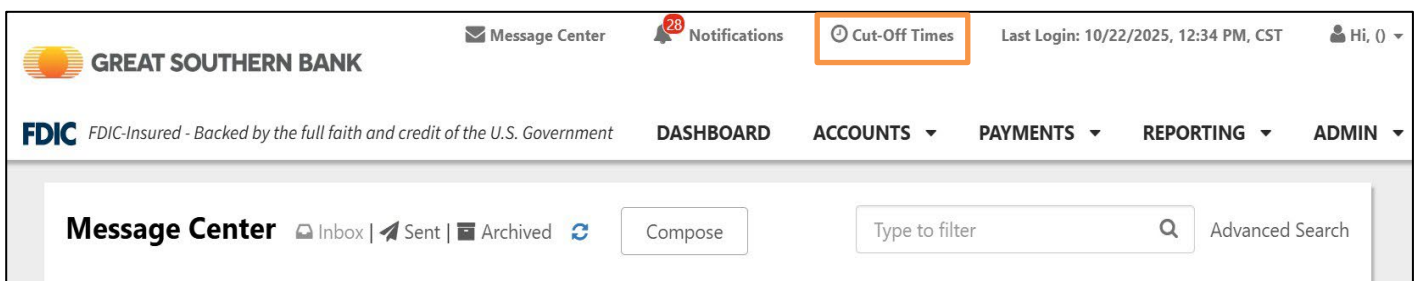 Message Center 28 Notifications Cut-Off Times Last Login: 10/22/2025, 12:34 PM, CST Hi, ()
GREAT SOUTHERN BANK
FDIC FDIC-Insured - Backed by the full faith and credit of the U.S. Government DASHBOARD ACCOUNTS PAYMENTS REPORTING ADMIN
Message Center Inbox | Sent | Archived Compose Type to filter Advanced Search